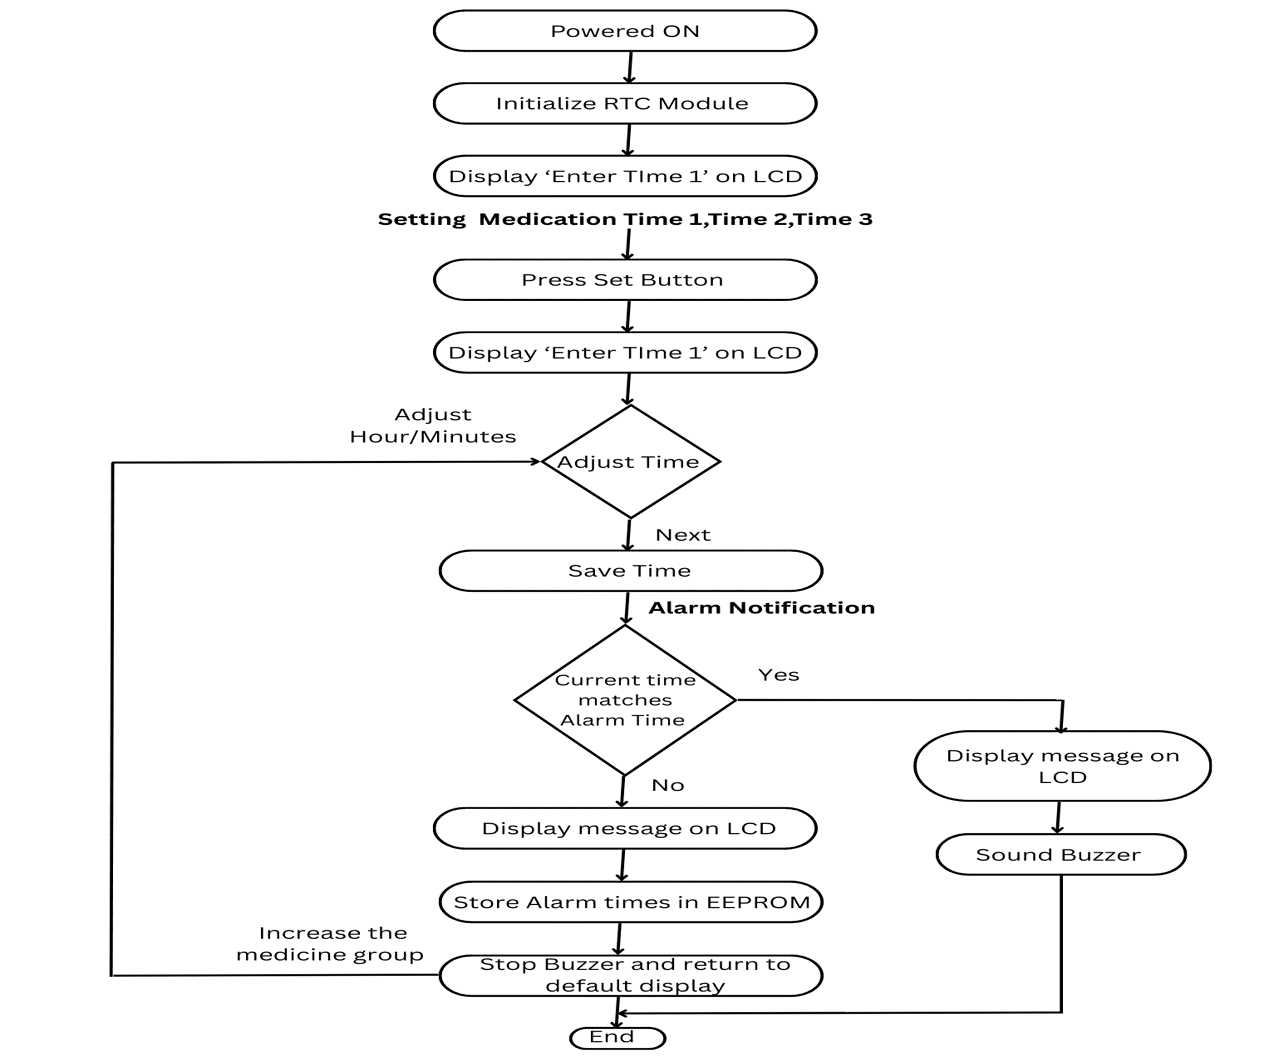 Powered ON
Initialize RTC Module
Display ‘Enter TIme 1’ on LCD
Setting Medication Time 1,Time 2,Time 3
Press Set Button
Display ‘Enter TIme 1’ on LCD
Adjust
Hour/Minutes
Adjust Time
Next
Save Time
Alarm Notification
Current time
matches
Alarm Time
Yes
Display message on
LCD
No
Display message on LCD
Sound Buzzer
Store Alarm times in EEPROM
Increase the
medicine group
Stop Buzzer and return to
default display
End